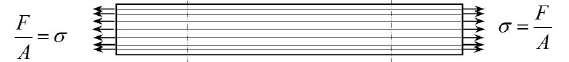 F/A = σ
σ = F/A